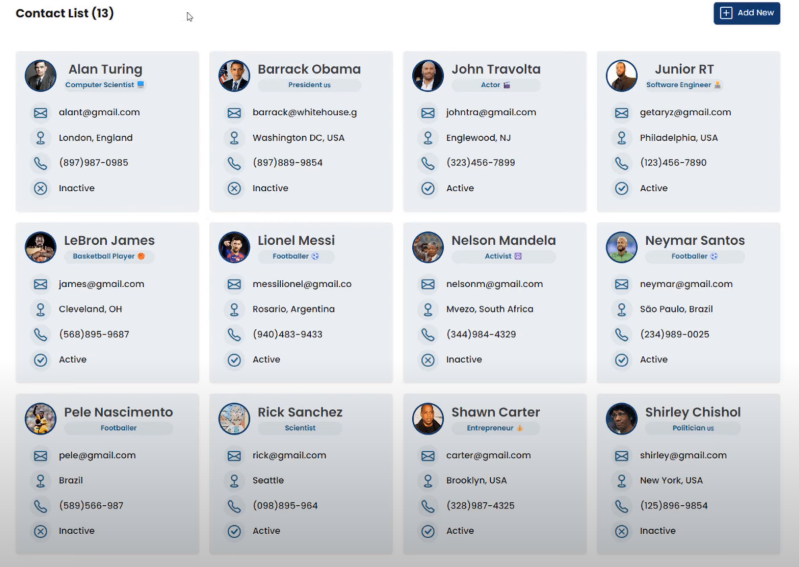 Contact List (13)
Add New
Alan Turing
Computer Scientist
alant@gmail.com
London, England
(897)987-0985
Inactive
Barrack Obama
President us
barrack@whitehouse.g
Washington DC, USA
(897)889-9854
Inactive
John Travolta
Actor
johntra@gmail.com
Englewood, NJ
(323)456-7899
Active
Junior RT
Software Engineer
getaryz@gmail.com
Philadelphia, USA
(123)456-7890
Active
LeBron James
Basketball Player
james@gmail.com
Cleveland, OH
(568)895-9687
Active
Lionel Messi
Footballer
messilionel@gmail.co
Rosario, Argentina
(940)483-9433
Active
Nelson Mandela
Activist
nelsonm@gmail.com
Mvezo, South Africa
(344)984-4329
Inactive
Neymar Santos
Footballer
neymar@gmail.com
São Paulo, Brazil
(234)989-0025
Active
Pele Nascimento
Footballer
pele@gmail.com
Brazil
(589)566-987
Inactive
Rick Sanchez
Scientist
rick@gmail.com
Seattle
(098)895-964
Active
Shawn Carter
Entrepreneur
carter@gmail.com
Brooklyn, USA
(328)987-4325
Active
Shirley Chishol
Politician us
shirley@gmail.com
New York, USA
(125)896-9854
Inactive